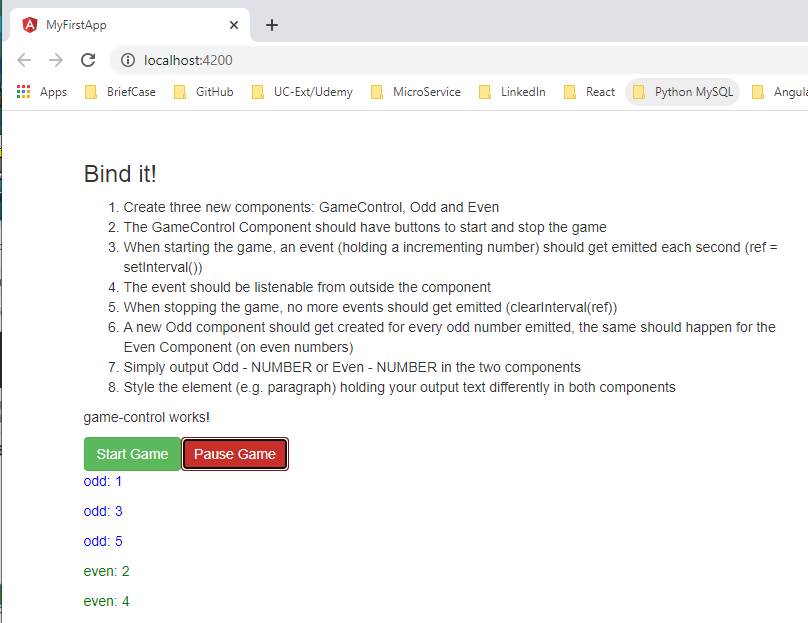 MyFirstApp
localhost:4200
Apps BriefCase GitHub UC-Ext/Udemy MicroService LinkedIn React Python MySQL Angula
Bind it!
1. Create three new components: GameControl, Odd and Even
2. The GameControl Component should have buttons to start and stop the game
3. When starting the game, an event (holding a incrementing number) should get emitted each second (ref =
setInterval())
4. The event should be listenable from outside the component
5. When stopping the game, no more events should get emitted (clearInterval(ref))
6. A new Odd component should get created for every odd number emitted, the same should happen for the
Even Component (on even numbers)
7. Simply output Odd - NUMBER or Even - NUMBER in the two components
8. Style the element (e.g. paragraph) holding your output text differently in both components
game-control works!
Start Game Pause Game
odd: 1
odd: 3
odd: 5
even: 2
even: 4